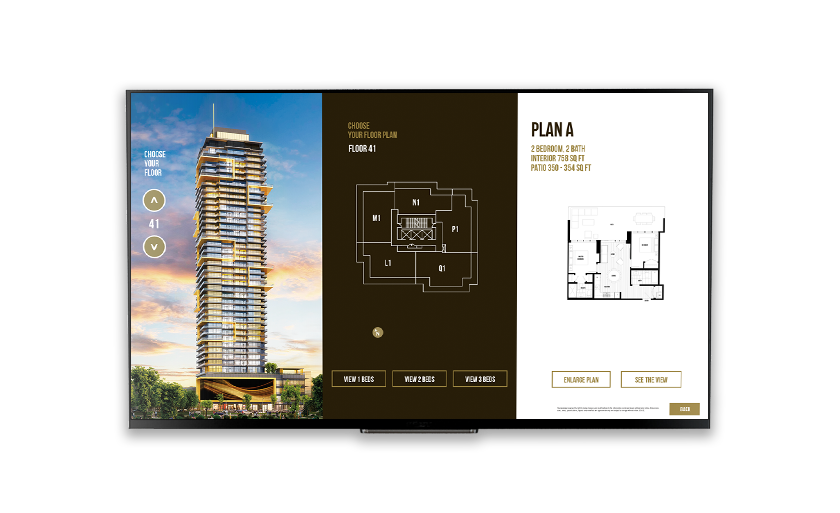 CHOOSE
YOUR
FLOOR
41
CHOOSE
YOUR FLOOR PLAN
FLOOR 41
N1
M1
P1
L1
Q1
VIEW 1 BEDS
VIEW 2 BEDS
VIEW 3 BEDS
PLAN A
2 BEDROOM, 2 BATH
INTERIOR 758 SQ FT
PATIO 350 - 354 SQ FT
ENLARGE PLAN
SEE THE VIEW
BACK